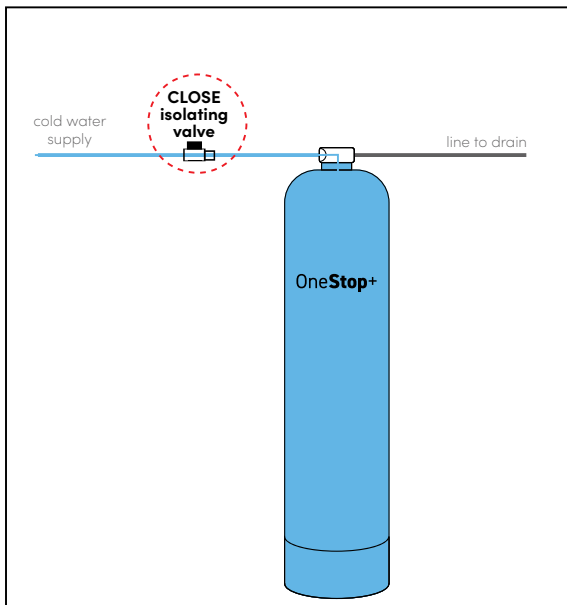 CLOSE
isolating
valve
cold water
supply
line to drain
OneStop+